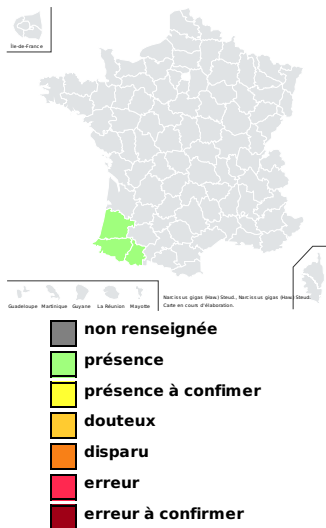 Île-de-France
Guadeloupe Martinique Guyane La Réunion Mayotte
Narcissus gigas (Haw.) Steud., Narcissus gigas (Haw.) Steud.
Carte en cours d'élaboration.
non renseignée
présence
présence à confimer
douteux
disparu
erreur
erreur à confirmer